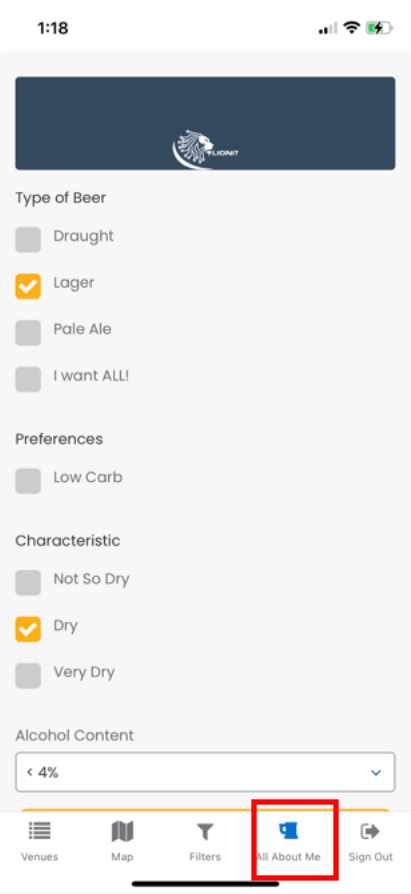 1:18
LIONIT
Type of Beer
Draught
Lager
Pale Ale
I want ALL!
Preferences
Low Carb
Characteristic
Not So Dry
Dry
Very Dry
Alcohol Content
< 4%
Venues
Map
Filters
All About Me
Sign Out